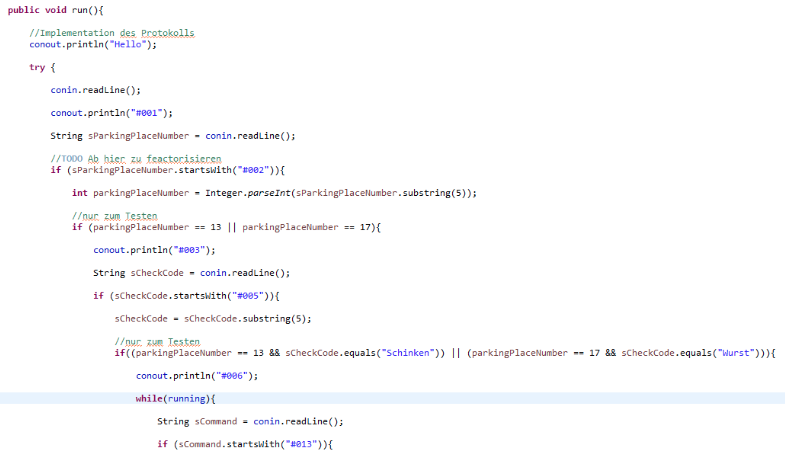 public void run(){
//Implementation des Protokolls
conout.println("Hello");
try {
conin.readLine();
conout.println("#001");
String sParkingPlaceNumber = conin.readLine();
//TODO Ab hier zu feactorisieren
if (sParkingPlaceNumber.startsWith("#002")){
int parkingPlaceNumber = Integer.parseInt(sParkingPlaceNumber.substring(5));
//nur zum Testen
if (parkingPlaceNumber == 13 || parkingPlaceNumber == 17){
conout.println("#003");
String sCheckCode = conin.readLine();
if (sCheckCode.startsWith("#005")){
sCheckCode = sCheckCode.substring(5);
//nur zum Testen
if((parkingPlaceNumber == 13 && sCheckCode.equals("Schinken")) || (parkingPlaceNumber == 17 && sCheckCode.equals("Wurst"))){
conout.println("#006");
while(running){
String sCommand = conin.readLine();
if (sCommand.startsWith("#013")){